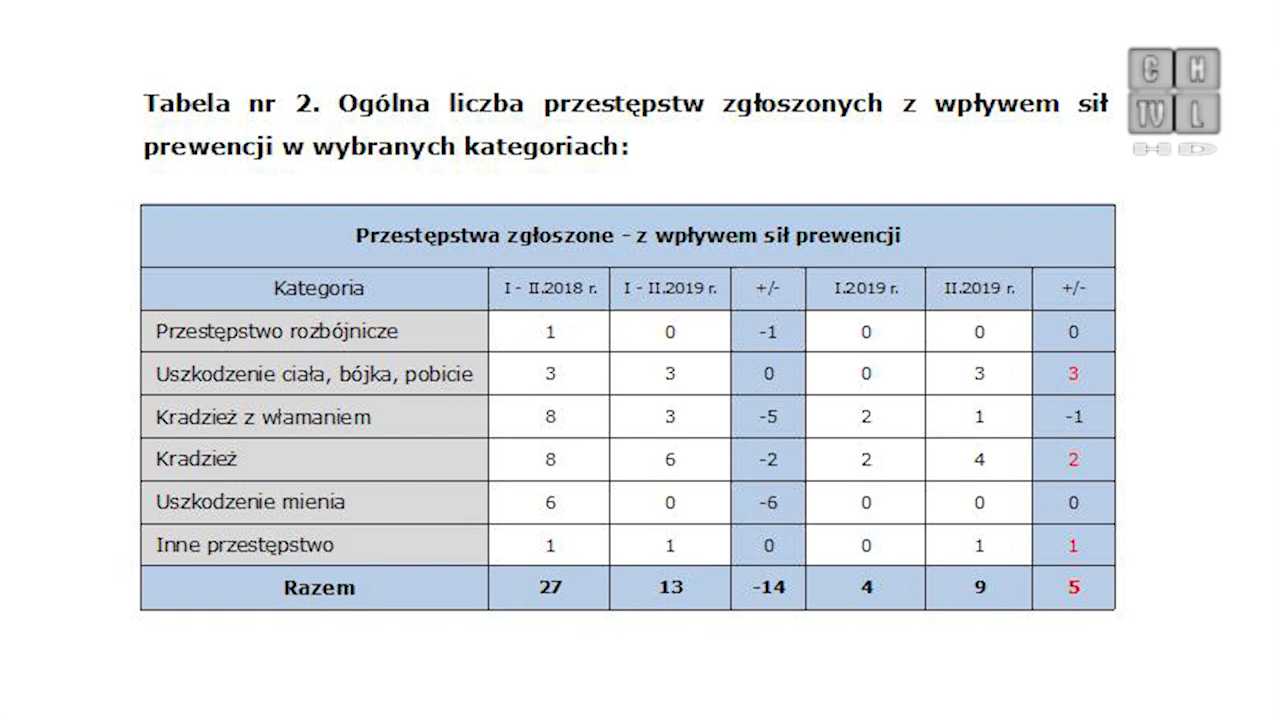 Tabela nr 2. Ogólna liczba przestępstw zgłoszonych z wpływem sił
prewencji w wybranych kategoriach:
Przestępstwa zgłoszone - z wpływem sił prewencji
Kategoria I - II.2018 r. I - II.2019 r. +/- I.2019 r. II.2019 r. +/-
Przestępstwo rozbójnicze 1 0 -1 0 0 0
Uszkodzenie ciała, bójka, pobicie 3 3 0 0 3 3
Kradzież z włamaniem 8 3 -5 2 1 -1
Kradzież 8 6 -2 2 4 2
Uszkodzenie mienia 6 0 -6 0 0 0
Inne przestępstwo 1 1 0 0 1 1
Razem 27 13 -14 4 9 5
C H
TV L
HD